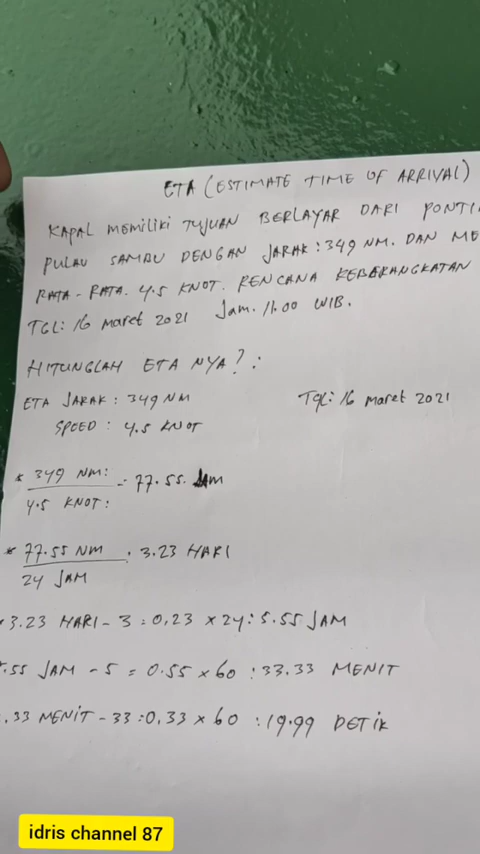 ETA (ESTIMATE TIME OF ARRIVAL)
KAPAL MEMILIKI TUJUAN BERLAYAR DARI PONTI
PULAU SAMBU DENGAN JARAK : 349 NM. DAN ME
RATA-RATA. 4.5 KNOT. RENCANA KEBERANGKATAN
TGL: 16 maret 2021 Jam. 11.00 WIB.
HITUNGLAH ETA NYA? :
ETA JARAK : 349 NM Tgl: 16 maret 2021
SPEED : 4.5 KNOT
* 349 NM: = 77.55 JAM
4.5 KNOT:
* 77.55 NM . 3.23 HARI
24 JAM
3.23 HARI - 3 = 0,23 x 24 : 5.55 JAM
.55 JAM - 5 = 0.55 x 60 : 33.33 MENIT
.33 MENIT - 33 : 0,33 x 60 : 19.99 DETIK
idris channel 87